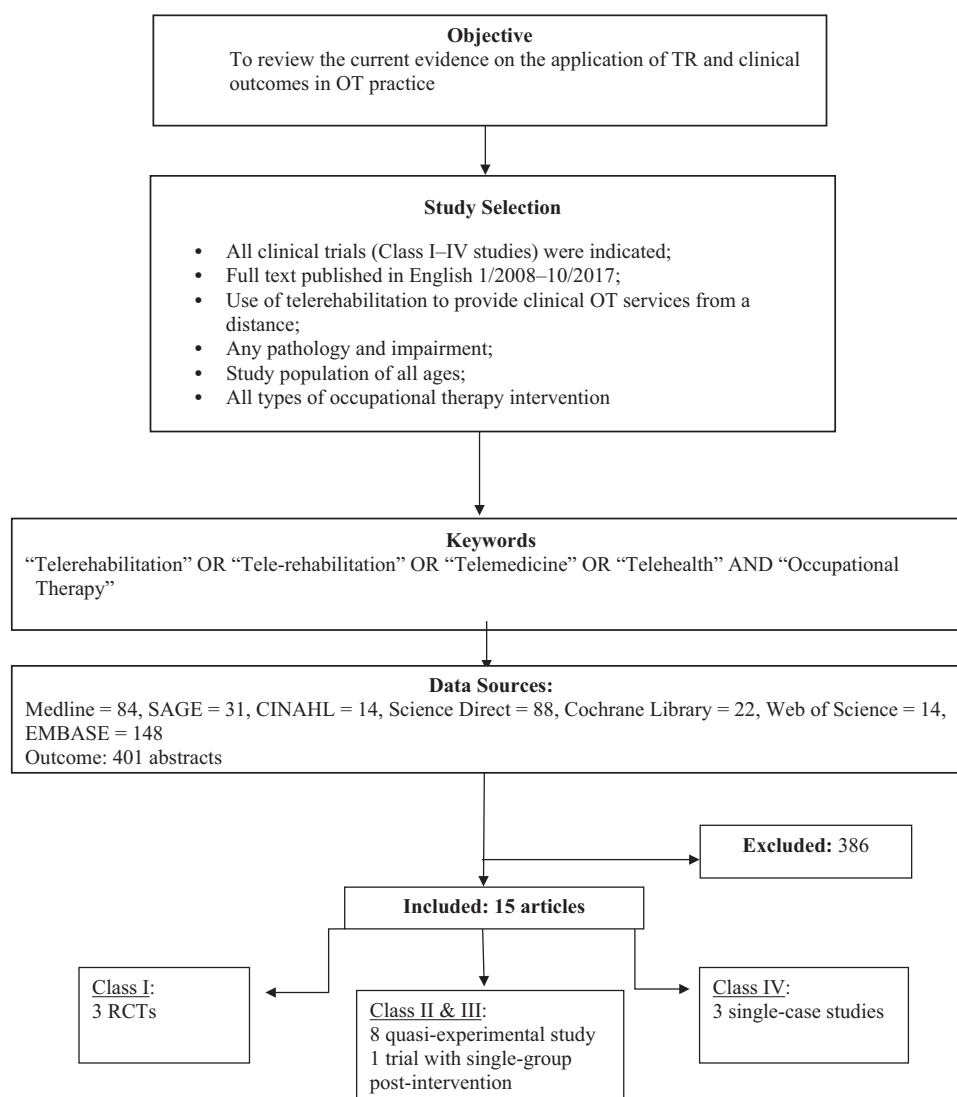 Objective
To review the current evidence on the application of TR and clinical
outcomes in OT practice
Study Selection
• All clinical trials (Class I–IV studies) were indicated;
• Full text published in English 1/2008–10/2017;
• Use of telerehabilitation to provide clinical OT services from a
distance;
• Any pathology and impairment;
• Study population of all ages;
• All types of occupational therapy intervention
Keywords
“Telerehabilitation” OR “Tele-rehabilitation” OR “Telemedicine” OR “Telehealth” AND “Occupational
Therapy”
Data Sources:
Medline = 84, SAGE = 31, CINAHL = 14, Science Direct = 88, Cochrane Library = 22, Web of Science = 14,
EMBASE = 148
Outcome: 401 abstracts
Excluded: 386
Included: 15 articles
Class I:
3 RCTs
Class II & III:
8 quasi-experimental study
1 trial with single-group
post-intervention
Class IV:
3 single-case studies